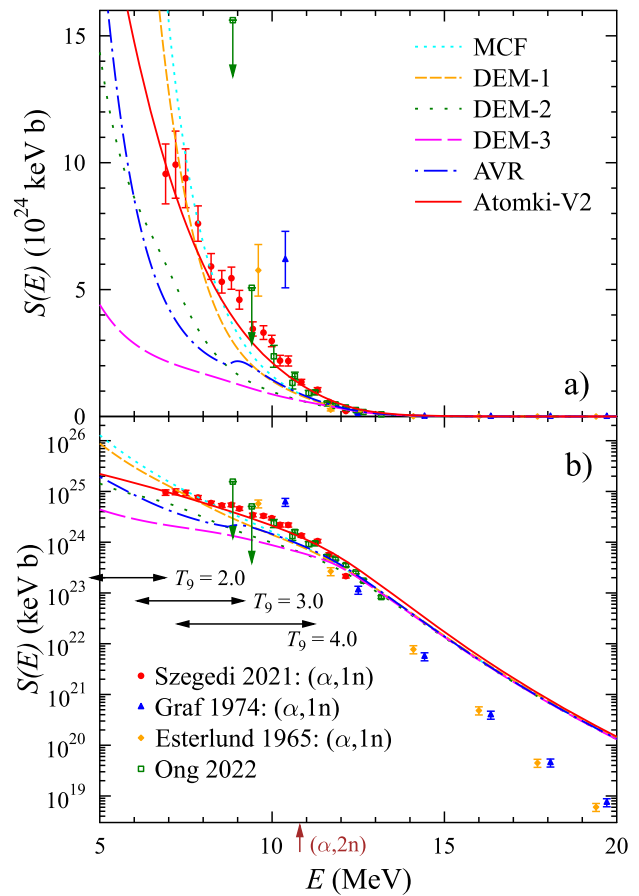 15
10
5
0
S(E) (10^24 keV b)
MCF
DEM-1
DEM-2
DEM-3
AVR
Atomki-V2
a)
10^26
10^25
10^24
10^23
10^22
10^21
10^20
10^19
S(E) (keV b)
b)
T_9 = 2.0
T_9 = 3.0
T_9 = 4.0
Szegedi 2021: (α,1n)
Graf 1974: (α,1n)
Esterlund 1965: (α,1n)
Ong 2022
5 10 15 20
(α,2n)
E (MeV)